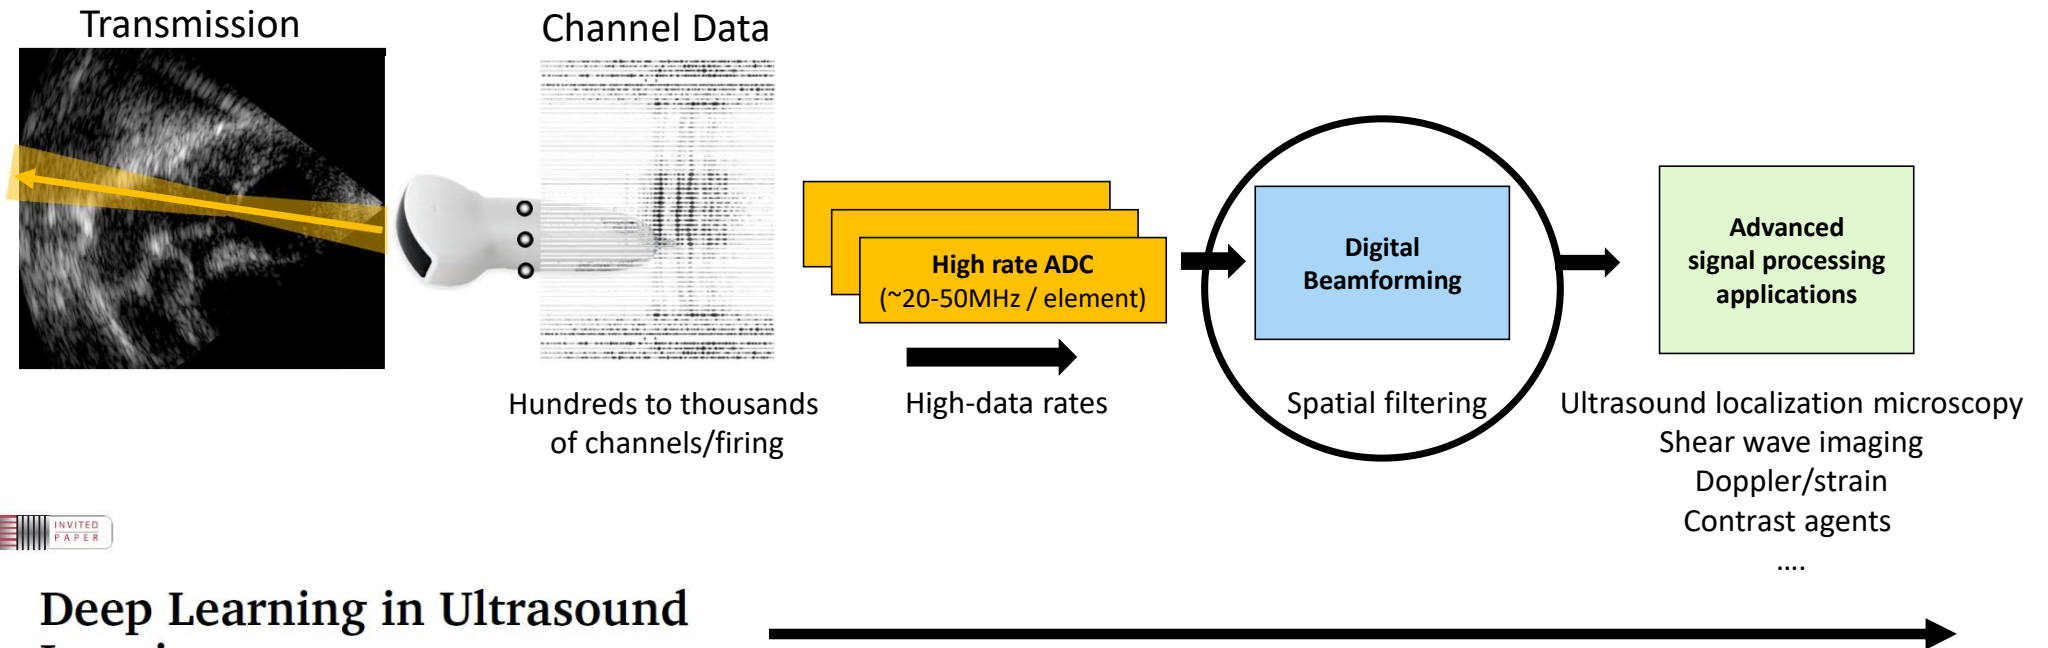 Transmission
Channel Data
High rate ADC
(~20-50MHz / element)
Digital
Beamforming
Advanced
signal processing
applications
Hundreds to thousands
of channels/firing
High-data rates
Spatial filtering
Ultrasound localization microscopy
Shear wave imaging
Doppler/strain
Contrast agents
....
INVITED
PAPER
Deep Learning in Ultrasound